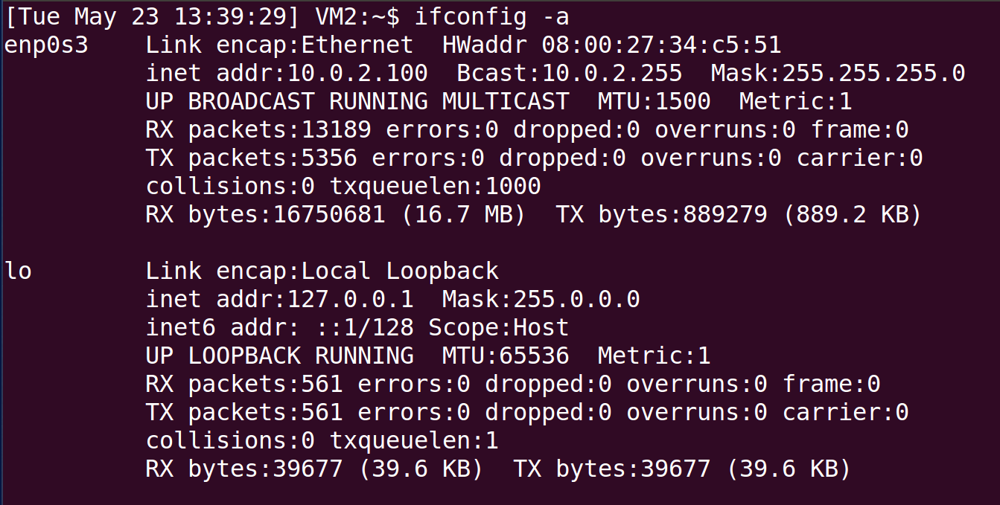 [Tue May 23 13:39:29] VM2:~$ ifconfig -a
enp0s3    Link encap:Ethernet  HWaddr 08:00:27:34:c5:51
          inet addr:10.0.2.100  Bcast:10.0.2.255  Mask:255.255.255.0
          UP BROADCAST RUNNING MULTICAST  MTU:1500  Metric:1
          RX packets:13189 errors:0 dropped:0 overruns:0 frame:0
          TX packets:5356 errors:0 dropped:0 overruns:0 carrier:0
          collisions:0 txqueuelen:1000
          RX bytes:16750681 (16.7 MB)  TX bytes:889279 (889.2 KB)

lo        Link encap:Local Loopback
          inet addr:127.0.0.1  Mask:255.0.0.0
          inet6 addr: ::1/128 Scope:Host
          UP LOOPBACK RUNNING  MTU:65536  Metric:1
          RX packets:561 errors:0 dropped:0 overruns:0 frame:0
          TX packets:561 errors:0 dropped:0 overruns:0 carrier:0
          collisions:0 txqueuelen:1
          RX bytes:39677 (39.6 KB)  TX bytes:39677 (39.6 KB)